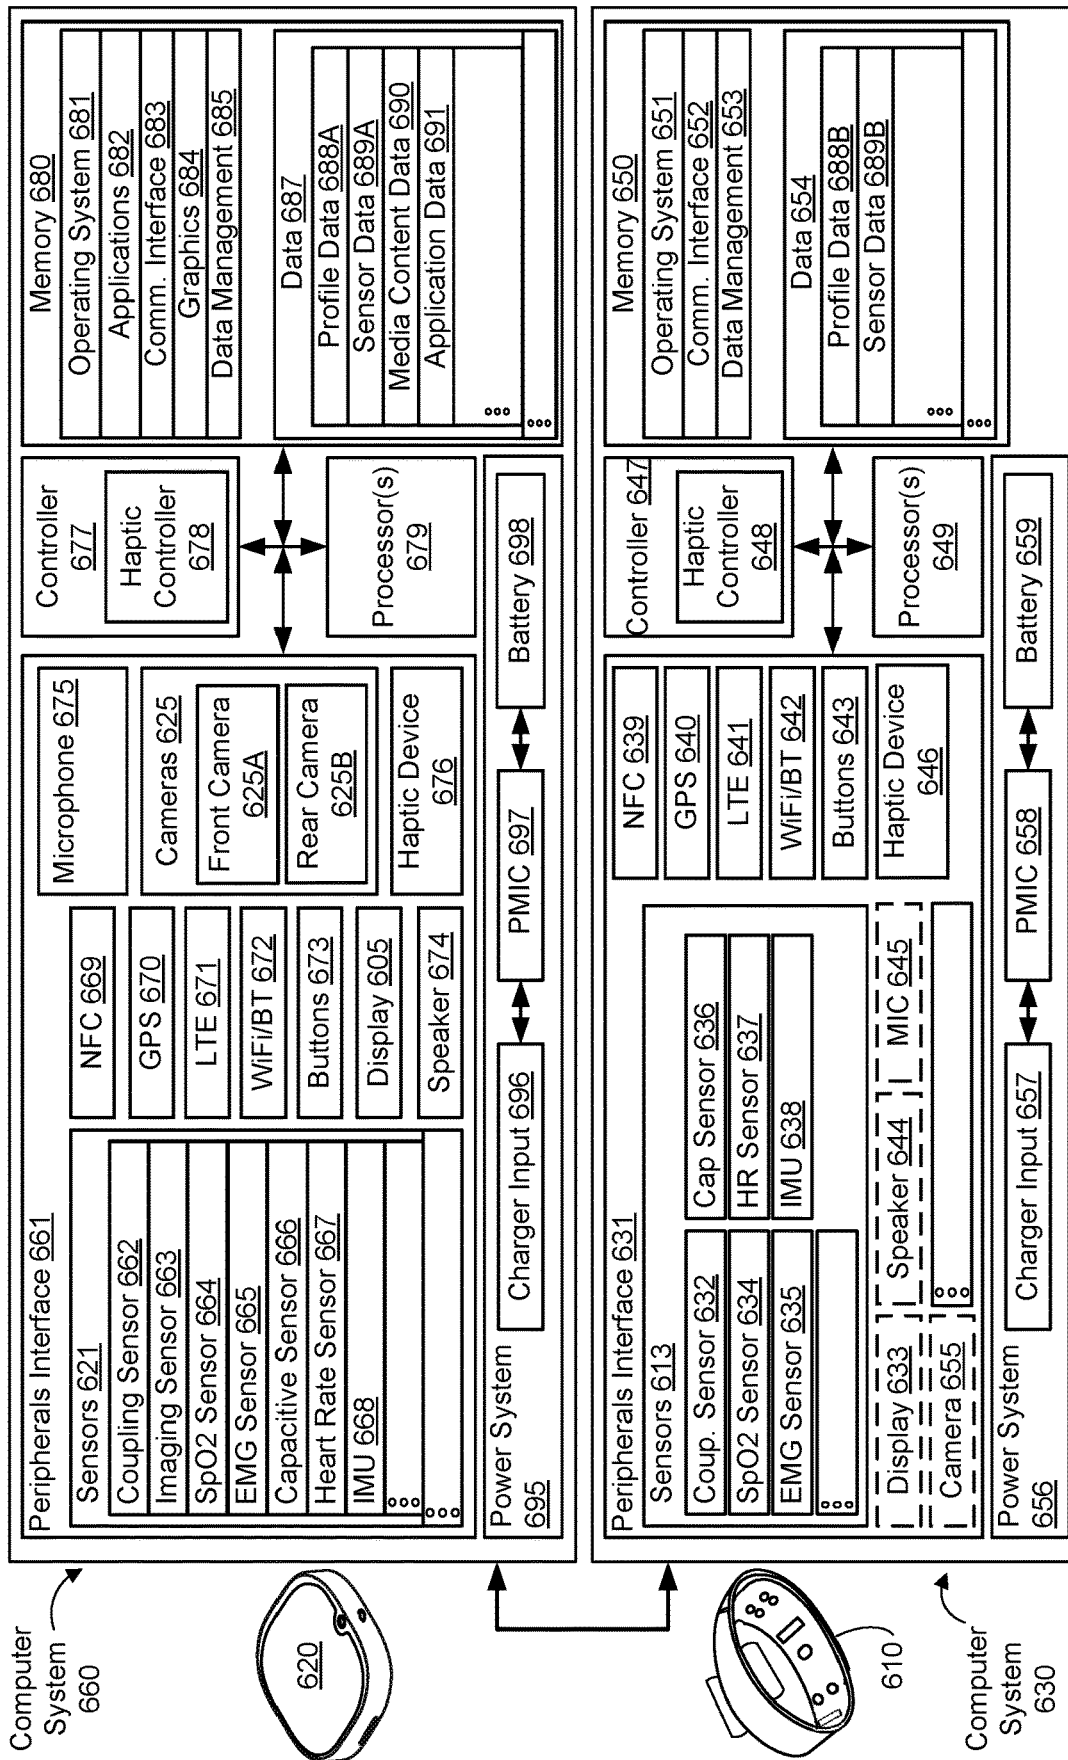 Computer
System
660
620
Peripherals Interface 661
Sensors 621
Coupling Sensor 662
Imaging Sensor 663
SpO2 Sensor 664
EMG Sensor 665
Capacitive Sensor 666
Heart Rate Sensor 667
IMU 668
NFC 669
GPS 670
LTE 671
WiFi/BT 672
Buttons 673
Display 605
Speaker 674
Microphone 675
Cameras 625
Front Camera
625A
Rear Camera
625B
Haptic Device
676
Power System
695
Charger Input 696
PMIC 697
Battery 698
Controller
677
Haptic
Controller
678
Processor(s)
679
Memory 680
Operating System 681
Applications 682
Comm. Interface 683
Graphics 684
Data Management 685
Data 687
Profile Data 688A
Sensor Data 689A
Media Content Data 690
Application Data 691
610
Computer
System
630
Peripherals Interface 631
Sensors 613
Coup. Sensor 632
SpO2 Sensor 634
EMG Sensor 635
Cap Sensor 636
HR Sensor 637
IMU 638
Display 633
Speaker 644
MIC 645
Camera 655
NFC 639
GPS 640
LTE 641
WiFi/BT 642
Buttons 643
Haptic Device
646
Power System
656
Charger Input 657
PMIC 658
Battery 659
Controller 647
Haptic
Controller
648
Processor(s)
649
Memory 650
Operating System 651
Comm. Interface 652
Data Management 653
Data 654
Profile Data 688B
Sensor Data 689B